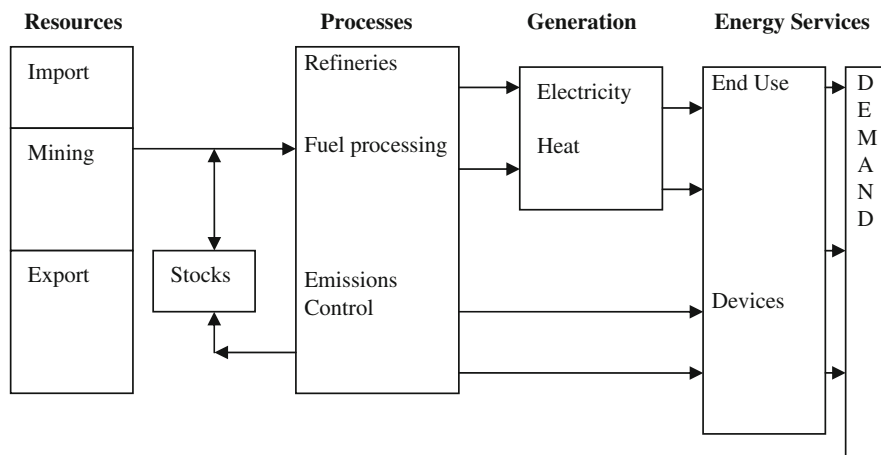 Resources
Processes
Generation
Energy Services
Import
Mining
Export
Stocks
Refineries
Fuel processing
Emissions
Control
Electricity
Heat
End Use
Devices
D
E
M
A
N
D